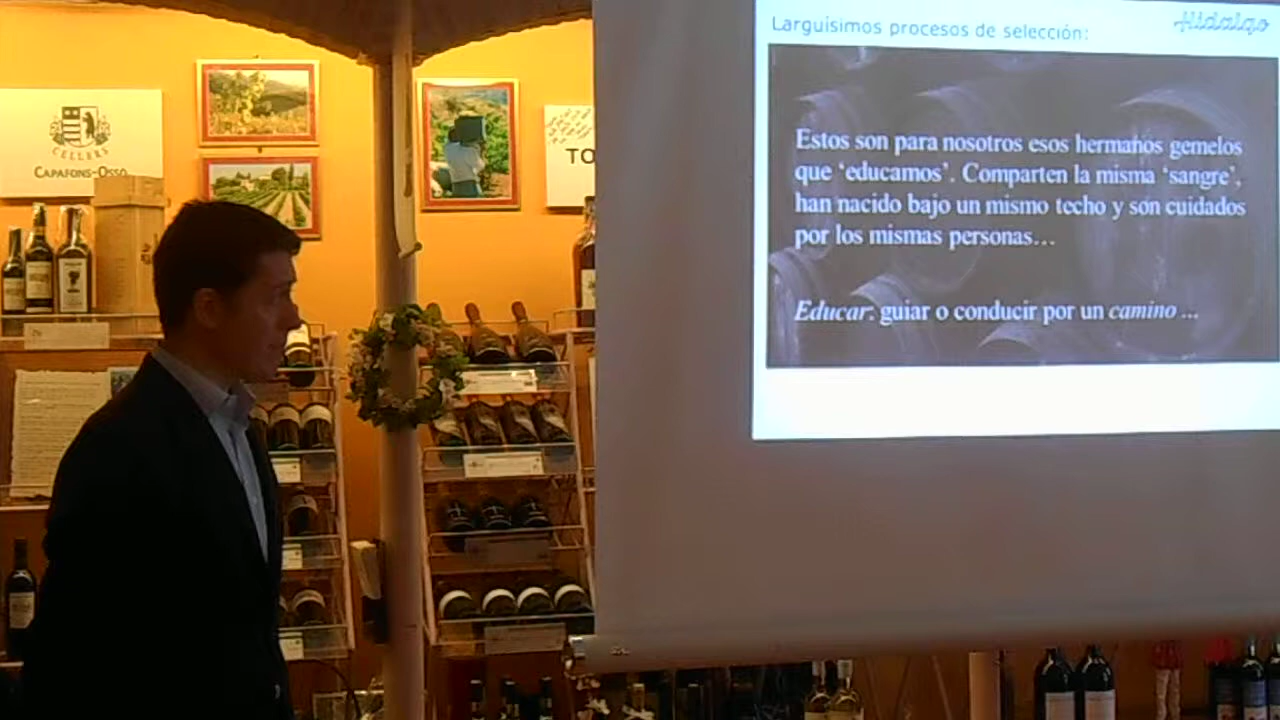 Larguísimos procesos de selección:
Hidalgo
Estos son para nosotros esos hermanos gemelos
que ‘educamos’. Comparten la misma ‘sangre’,
han nacido bajo un mismo techo y son cuidados
por los mismas personas…
Educar: guiar o conducir por un camino ...
CELLERS
CAPAFONS-OSSÓ
TO